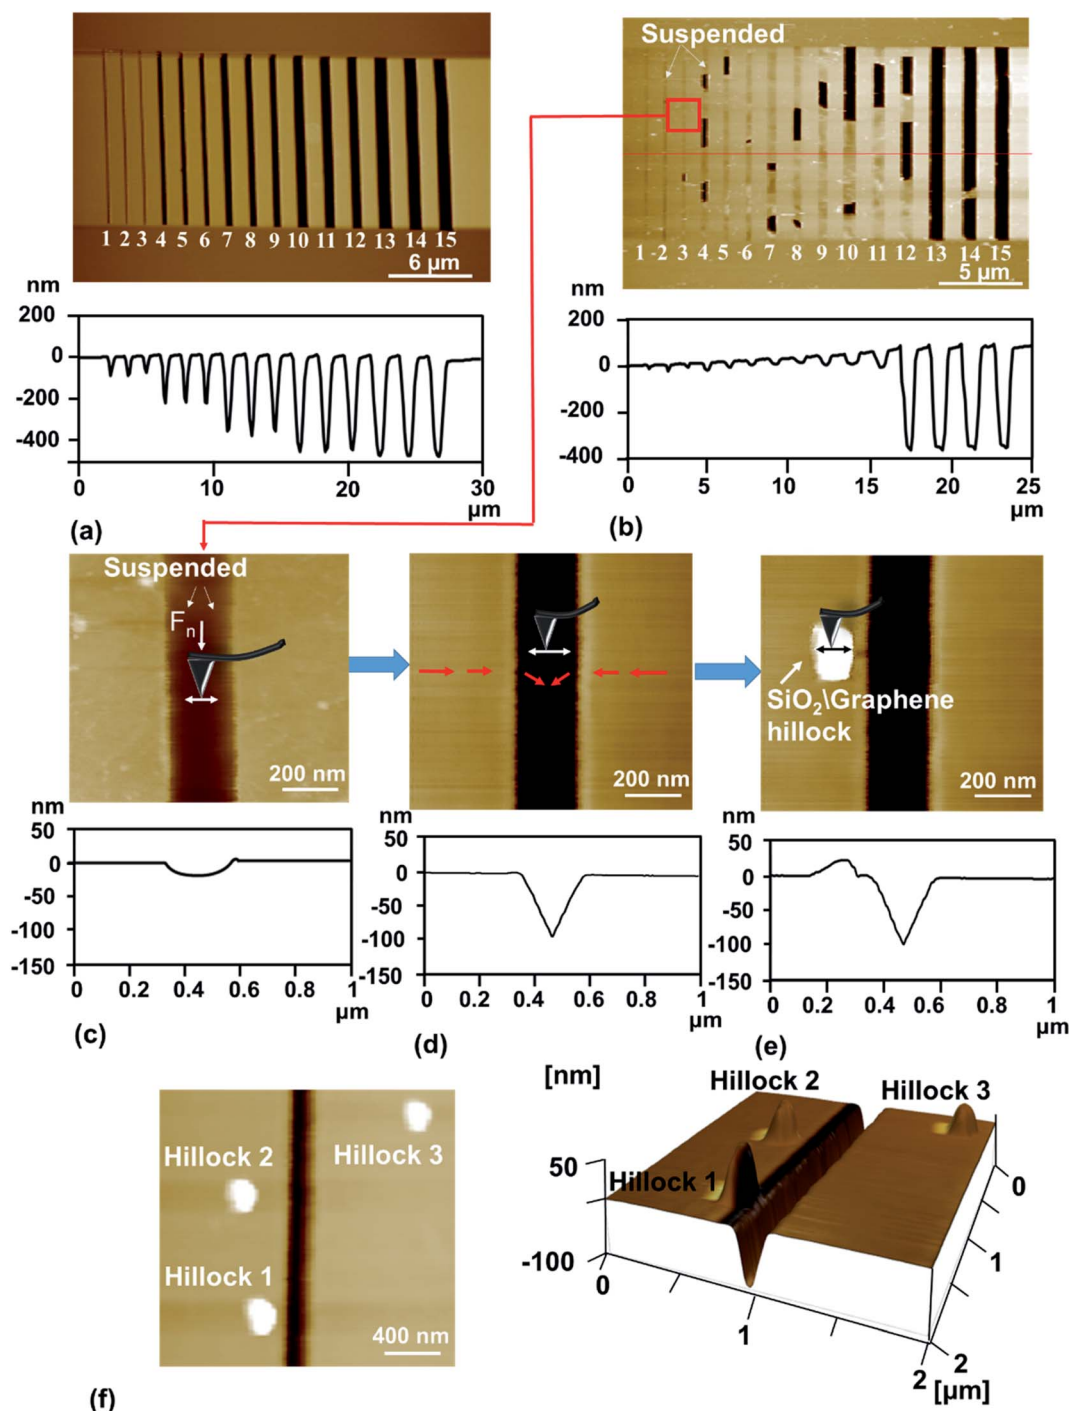 1 2 3 4 5 6 7 8 9 10 11 12 13 14 15
6 µm
nm
200
0
-200
-400
0 10 20 30
µm
(a)
Suspended
1 2 3 4 5 6 7 8 9 10 11 12 13 14 15
5 µm
nm
200
0
-200
-400
0 5 10 15 20 25
µm
(b)
Suspended
Fn
200 nm
nm
50
0
-50
-100
-150
0 0.2 0.4 0.6 0.8 1
µm
(c)
200 nm
nm
50
0
-50
-100
-150
0 0.2 0.4 0.6 0.8 1
µm
(d)
SiO2\Graphene
hillock
200 nm
nm
50
0
-50
-100
-150
0 0.2 0.4 0.6 0.8 1
µm
(e)
Hillock 2
Hillock 3
Hillock 1
400 nm
(f)
[nm]
Hillock 2
Hillock 3
Hillock 1
50
-100
0
1
2
0
1
2
[µm]